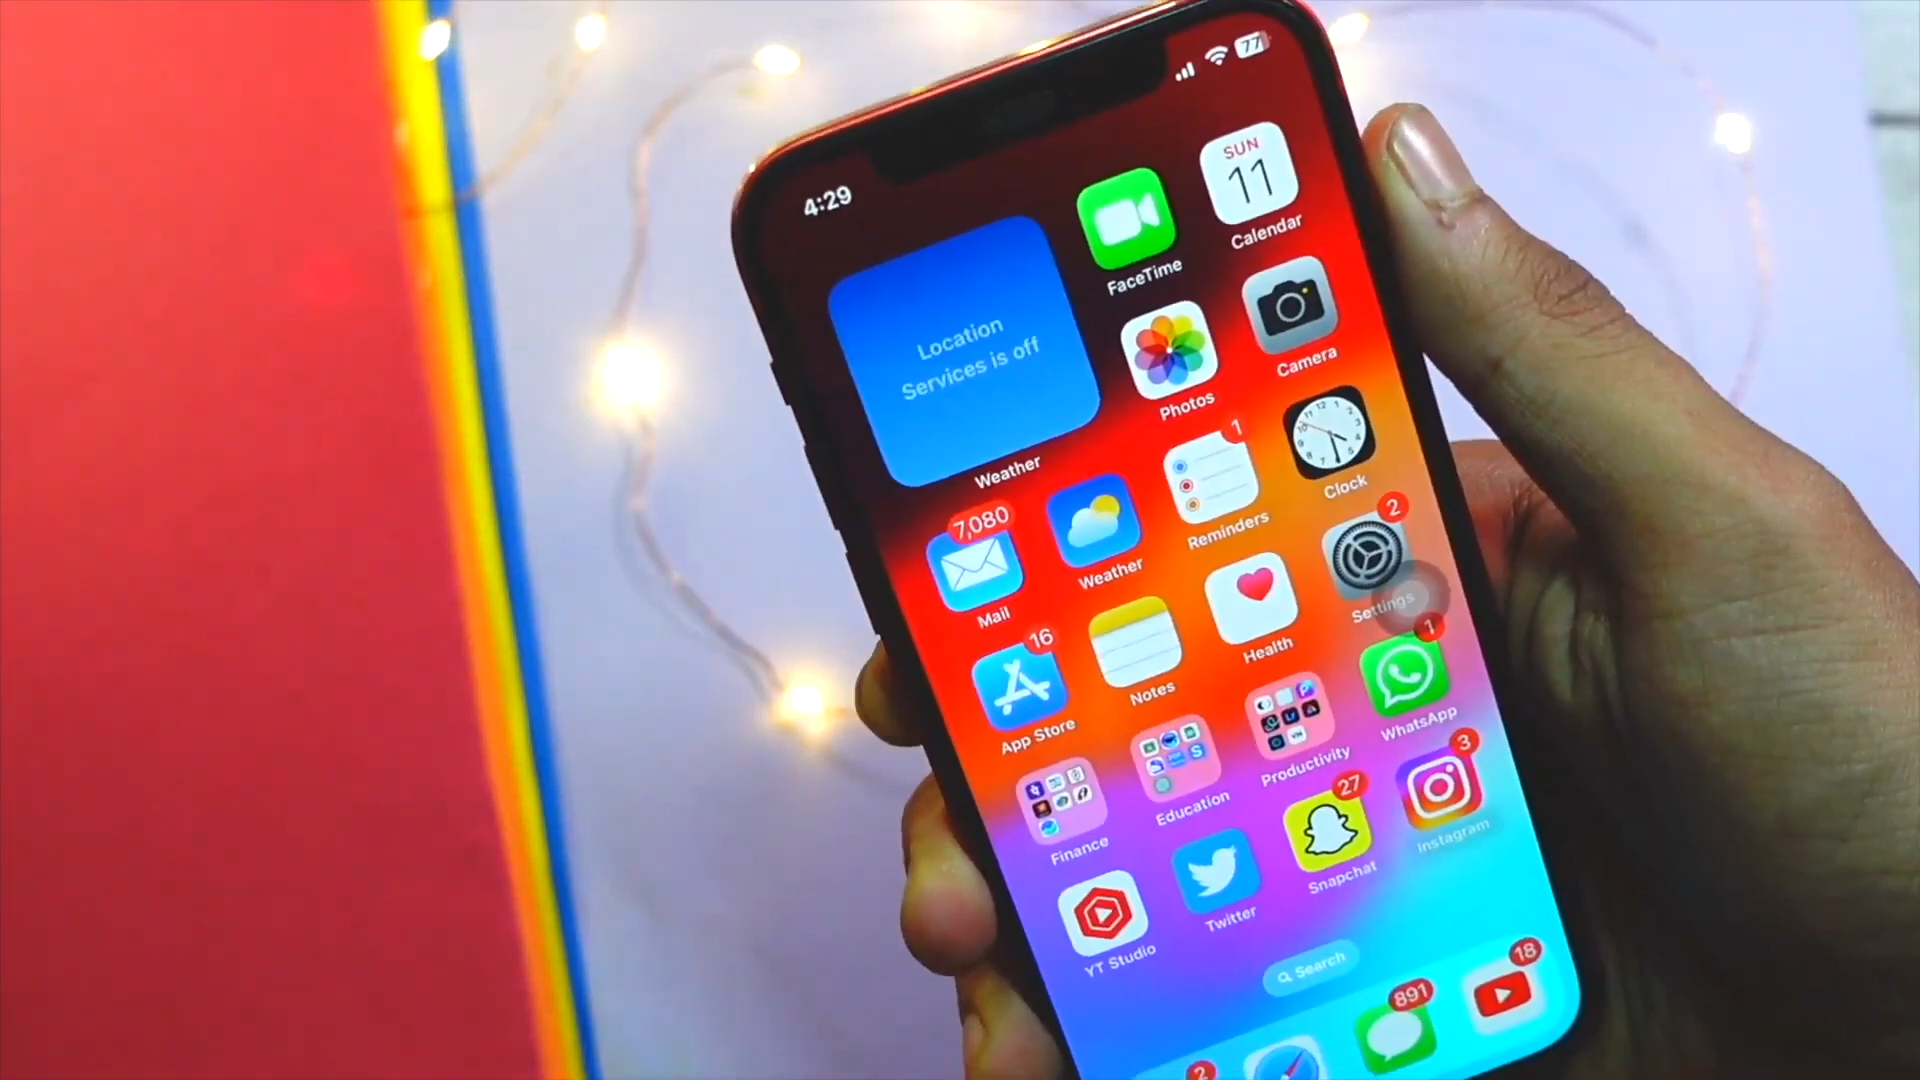 4:29
77
Location
Services is off
Weather
FaceTime
SUN
11
Calendar
Photos
Camera
7,080
Mail
Weather
1
Reminders
Clock
16
App Store
Notes
Health
2
Settings
Finance
Education
Productivity
1
WhatsApp
YT Studio
Twitter
27
Snapchat
3
Instagram
Search
2
891
18